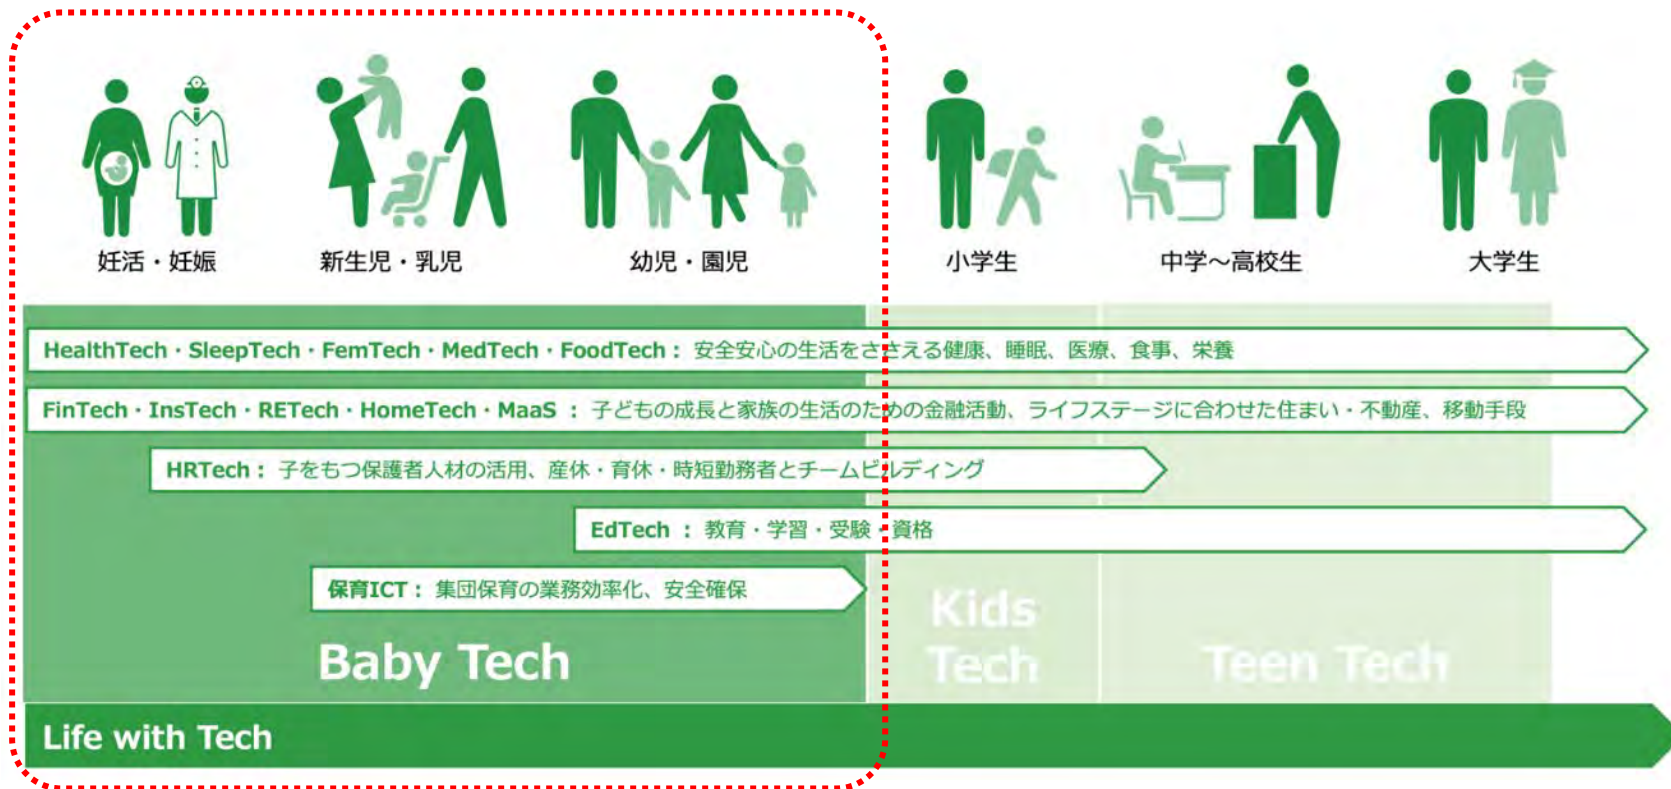 妊活・妊娠
新生児・乳児
幼児・園児
小学生
中学～高校生
大学生
HealthTech・SleepTech・FemTech・MedTech・FoodTech： 安全安心の生活をささえる健康、睡眠、医療、食事、栄養
FinTech・InsTech・RETech・HomeTech・MaaS ： 子どもの成長と家族の生活のための金融活動、ライフステージに合わせた住まい・不動産、移動手段
HRTech： 子をもつ保護者人材の活用、産休・育休・時短勤務者とチームビルディング
EdTech ： 教育・学習・受験・資格
保育ICT： 集団保育の業務効率化、安全確保
Baby Tech
Kids
Tech
Teen Tech
Life with Tech